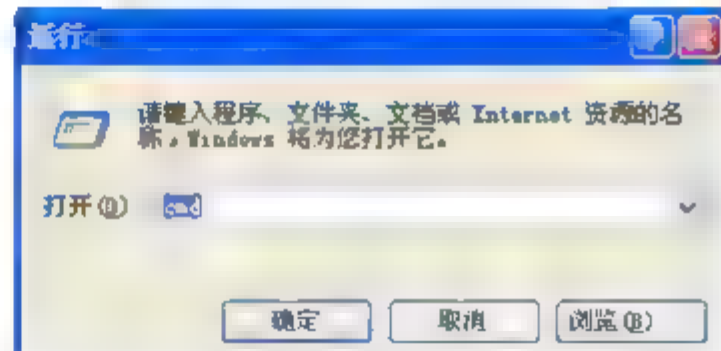 运行
请键入程序、文件夹、文档或 Internet 资源的名
称，Windows 将为您打开它。
打开(O)
cmd
确定
取消
浏览(B)